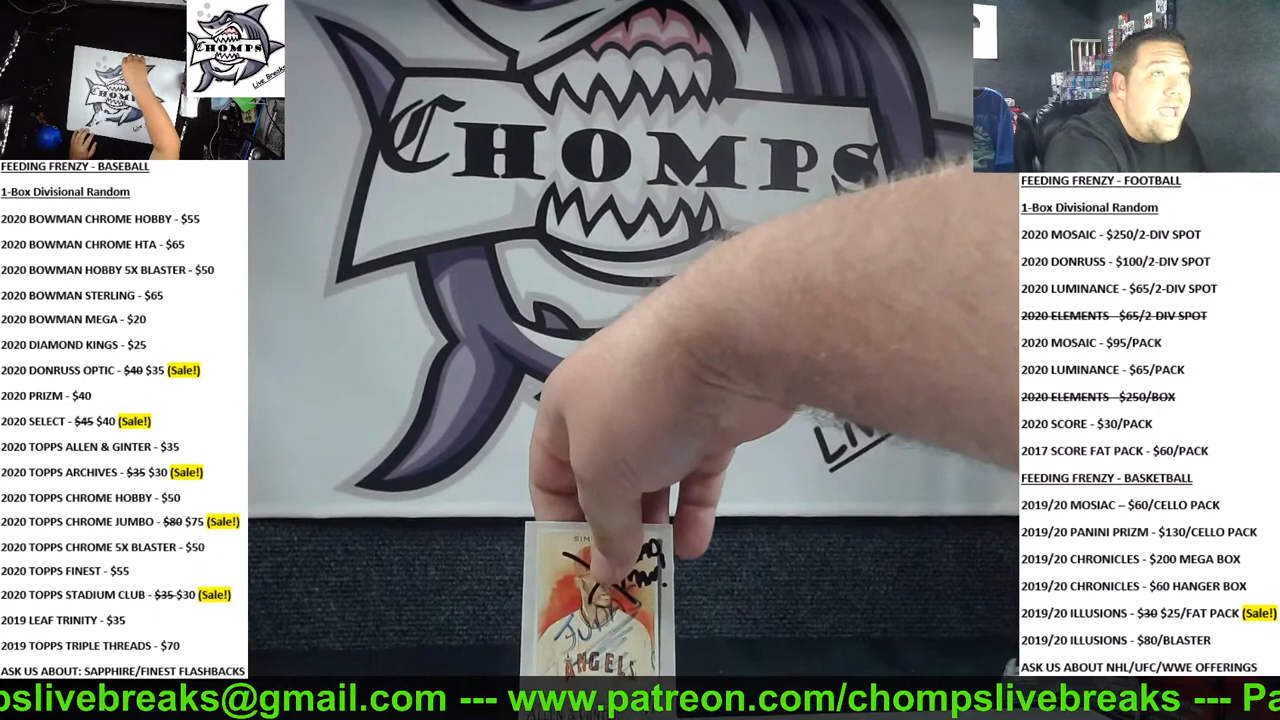 CHOMPS
Live Breaks
FEEDING FRENZY - BASEBALL
1-Box Divisional Random
2020 BOWMAN CHROME HOBBY - $55
2020 BOWMAN CHROME HTA - $65
2020 BOWMAN HOBBY 5X BLASTER - $50
2020 BOWMAN STERLING - $65
2020 BOWMAN MEGA - $20
2020 DIAMOND KINGS - $25
2020 DONRUSS OPTIC - $40 $35 (Sale!)
2020 PRIZM - $40
2020 SELECT - $45 $40 (Sale!)
2020 TOPPS ALLEN & GINTER - $35
2020 TOPPS ARCHIVES - $35 $30 (Sale!)
2020 TOPPS CHROME HOBBY - $50
2020 TOPPS CHROME JUMBO - $80 $75 (Sale!)
2020 TOPPS CHROME 5X BLASTER - $50
2020 TOPPS FINEST - $55
2020 TOPPS STADIUM CLUB - $35 $30 (Sale!)
2019 LEAF TRINITY - $35
2019 TOPPS TRIPLE THREADS - $70
ASK US ABOUT: SAPPHIRE/FINEST FLASHBACKS
CHOMPS
ANGELS
FEEDING FRENZY - FOOTBALL
1-Box Divisional Random
2020 MOSAIC - $250/2-DIV SPOT
2020 DONRUSS - $100/2-DIV SPOT
2020 LUMINANCE - $65/2-DIV SPOT
2020 ELEMENTS - $65/2 DIV SPOT
2020 MOSAIC - $95/PACK
2020 LUMINANCE - $65/PACK
2020 ELEMENTS - $250/BOX
2020 SCORE - $30/PACK
2017 SCORE FAT PACK - $60/PACK
FEEDING FRENZY - BASKETBALL
2019/20 MOSIAC – $60/CELLO PACK
2019/20 PANINI PRIZM - $130/CELLO PACK
2019/20 CHRONICLES - $200 MEGA BOX
2019/20 CHRONICLES - $60 HANGER BOX
2019/20 ILLUSIONS - $30 $25/FAT PACK (Sale!)
2019/20 ILLUSIONS - $80/BLASTER
ASK US ABOUT NHL/UFC/WWE OFFERINGS
pslivebreaks@gmail.com --- www.patreon.com/chompslivebreaks --- Pa